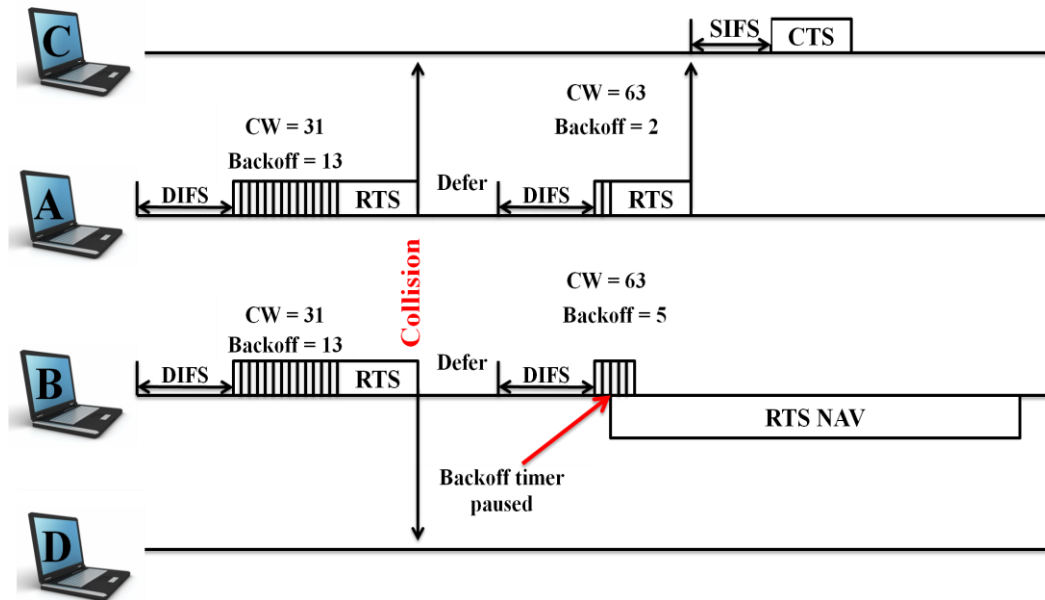 C
SIFS
CTS
CW = 31
Backoff = 13
CW = 63
Backoff = 2
A
DIFS
RTS
Defer
DIFS
RTS
Collision
CW = 31
Backoff = 13
CW = 63
Backoff = 5
B
DIFS
RTS
Defer
DIFS
RTS NAV
Backoff timer
paused
D